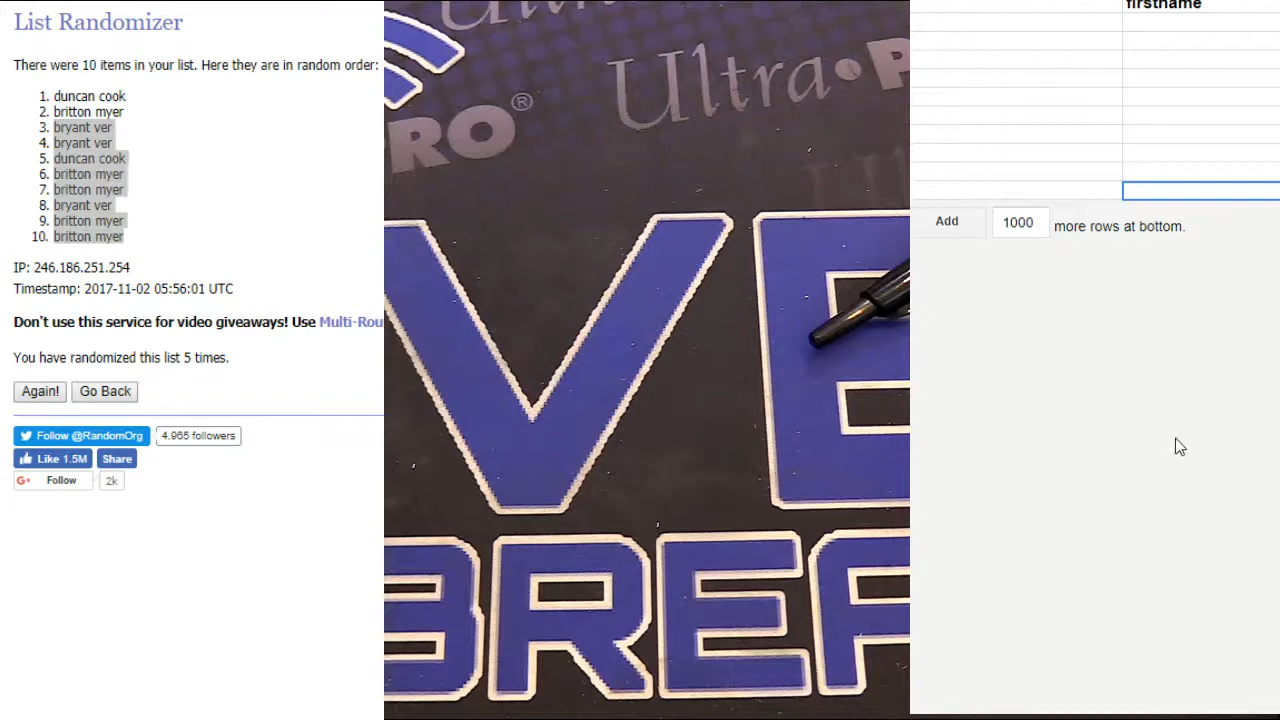 List Randomizer
There were 10 items in your list. Here they are in random order:
1. duncan cook
2. britton myer
3. bryant ver
4. bryant ver
5. duncan cook
6. britton myer
7. britton myer
8. bryant ver
9. britton myer
10. britton myer
IP: 246.186.251.254
Timestamp: 2017-11-02 05:56:01 UTC
Don't use this service for video giveaways! Use Multi-Rou
You have randomized this list 5 times.
Again! Go Back
Follow @RandomOrg 4.965 followers
Like 1.5M Share
G+ Follow 2k
Ultra
PRO®
Ultra•P
VE
BREA
firstname
Add 1000 more rows at bottom.